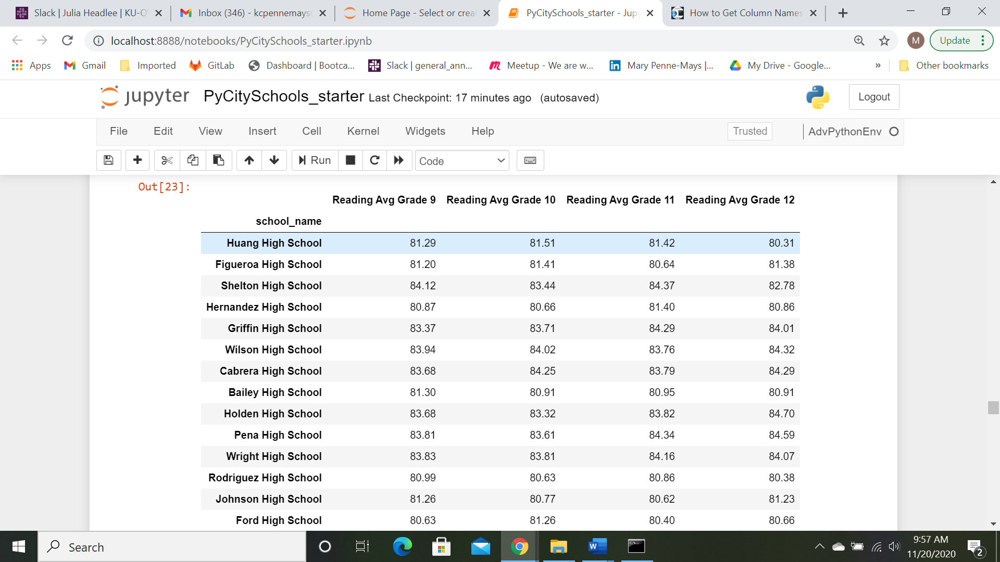 Slack | Julia Headlee | KU-O
Inbox (346) - kcpennemays
Home Page - Select or crea
PyCitySchools_starter - Jup
How to Get Column Names
localhost:8888/notebooks/PyCitySchools_starter.ipynb
M
Update
Apps
Gmail
Imported
GitLab
Dashboard | Bootca...
Slack | general_ann...
Meetup - We are w...
Mary Penne-Mays |...
My Drive - Google...
»
Other bookmarks
jupyter
PyCitySchools_starter Last Checkpoint: 17 minutes ago (autosaved)
Logout
File Edit View Insert Cell Kernel Widgets Help
Trusted
AdvPythonEnv
Run
Code
Out[23]:
Reading Avg Grade 9 Reading Avg Grade 10 Reading Avg Grade 11 Reading Avg Grade 12
school_name
Huang High School 81.29 81.51 81.42 80.31
Figueroa High School 81.20 81.41 80.64 81.38
Shelton High School 84.12 83.44 84.37 82.78
Hernandez High School 80.87 80.66 81.40 80.86
Griffin High School 83.37 83.71 84.29 84.01
Wilson High School 83.94 84.02 83.76 84.32
Cabrera High School 83.68 84.25 83.79 84.29
Bailey High School 81.30 80.91 80.95 80.91
Holden High School 83.68 83.32 83.82 84.70
Pena High School 83.81 83.61 84.34 84.59
Wright High School 83.83 83.81 84.16 84.07
Rodriguez High School 80.99 80.63 80.86 80.38
Johnson High School 81.26 80.77 80.62 81.23
Ford High School 80.63 81.26 80.40 80.66
Search
9:57 AM
11/20/2020
2